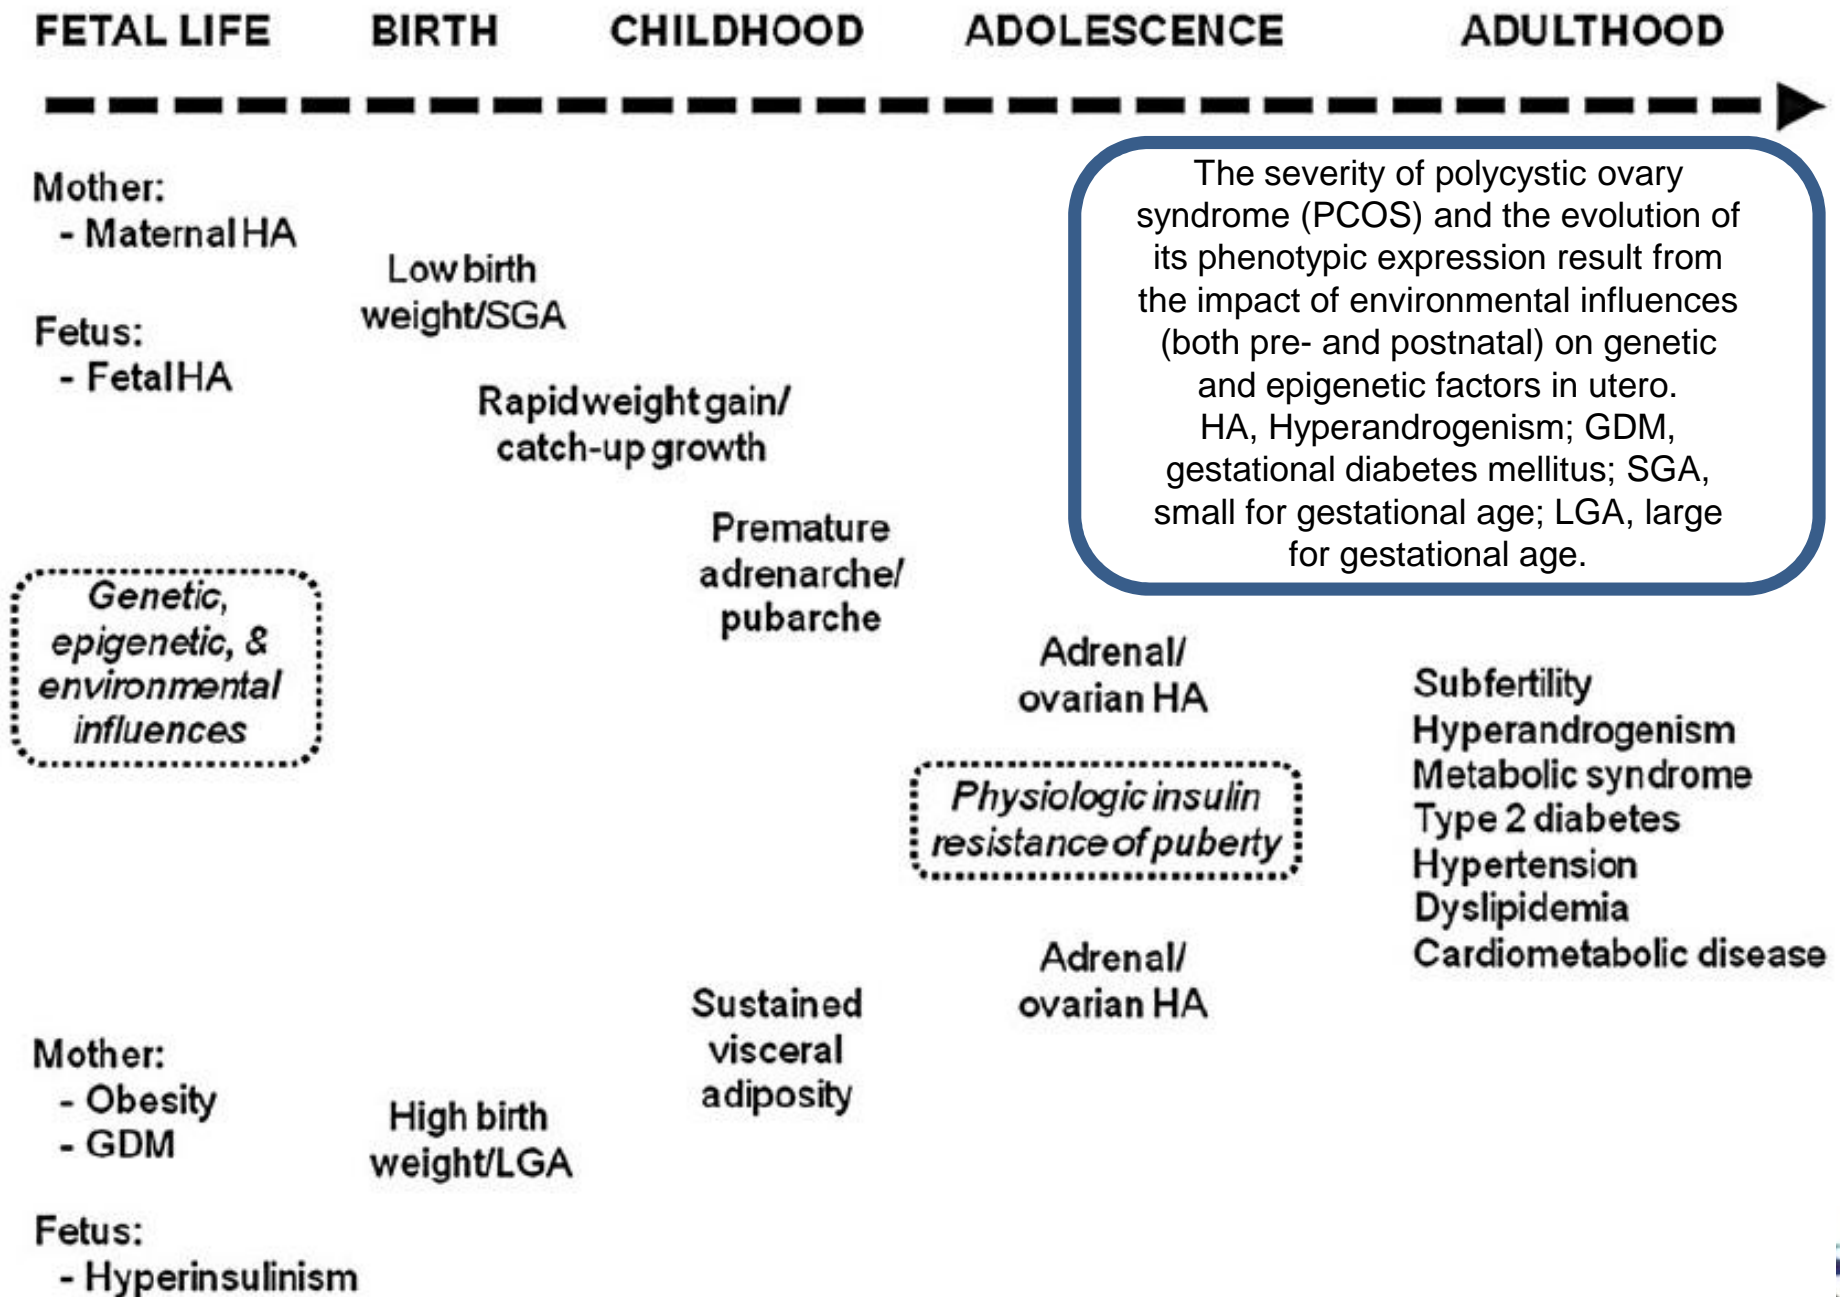 FETAL LIFE BIRTH CHILDHOOD ADOLESCENCE ADULTHOOD
Mother:
- Maternal HA
Fetus:
- Fetal HA
Genetic,
epigenetic, &
environmental
influences
Mother:
- Obesity
- GDM
Fetus:
- Hyperinsulinism
Low birth
weight/SGA
High birth
weight/LGA
Rapid weight gain/
catch-up growth
Premature
adrenarche/
pubarche
Sustained
visceral
adiposity
Adrenal/
ovarian HA
Physiologic insulin
resistance of puberty
Adrenal/
ovarian HA
The severity of polycystic ovary
syndrome (PCOS) and the evolution of
its phenotypic expression result from
the impact of environmental influences
(both pre- and postnatal) on genetic
and epigenetic factors in utero.
HA, Hyperandrogenism; GDM,
gestational diabetes mellitus; SGA,
small for gestational age; LGA, large
for gestational age.
Subfertility
Hyperandrogenism
Metabolic syndrome
Type 2 diabetes
Hypertension
Dyslipidemia
Cardiometabolic disease